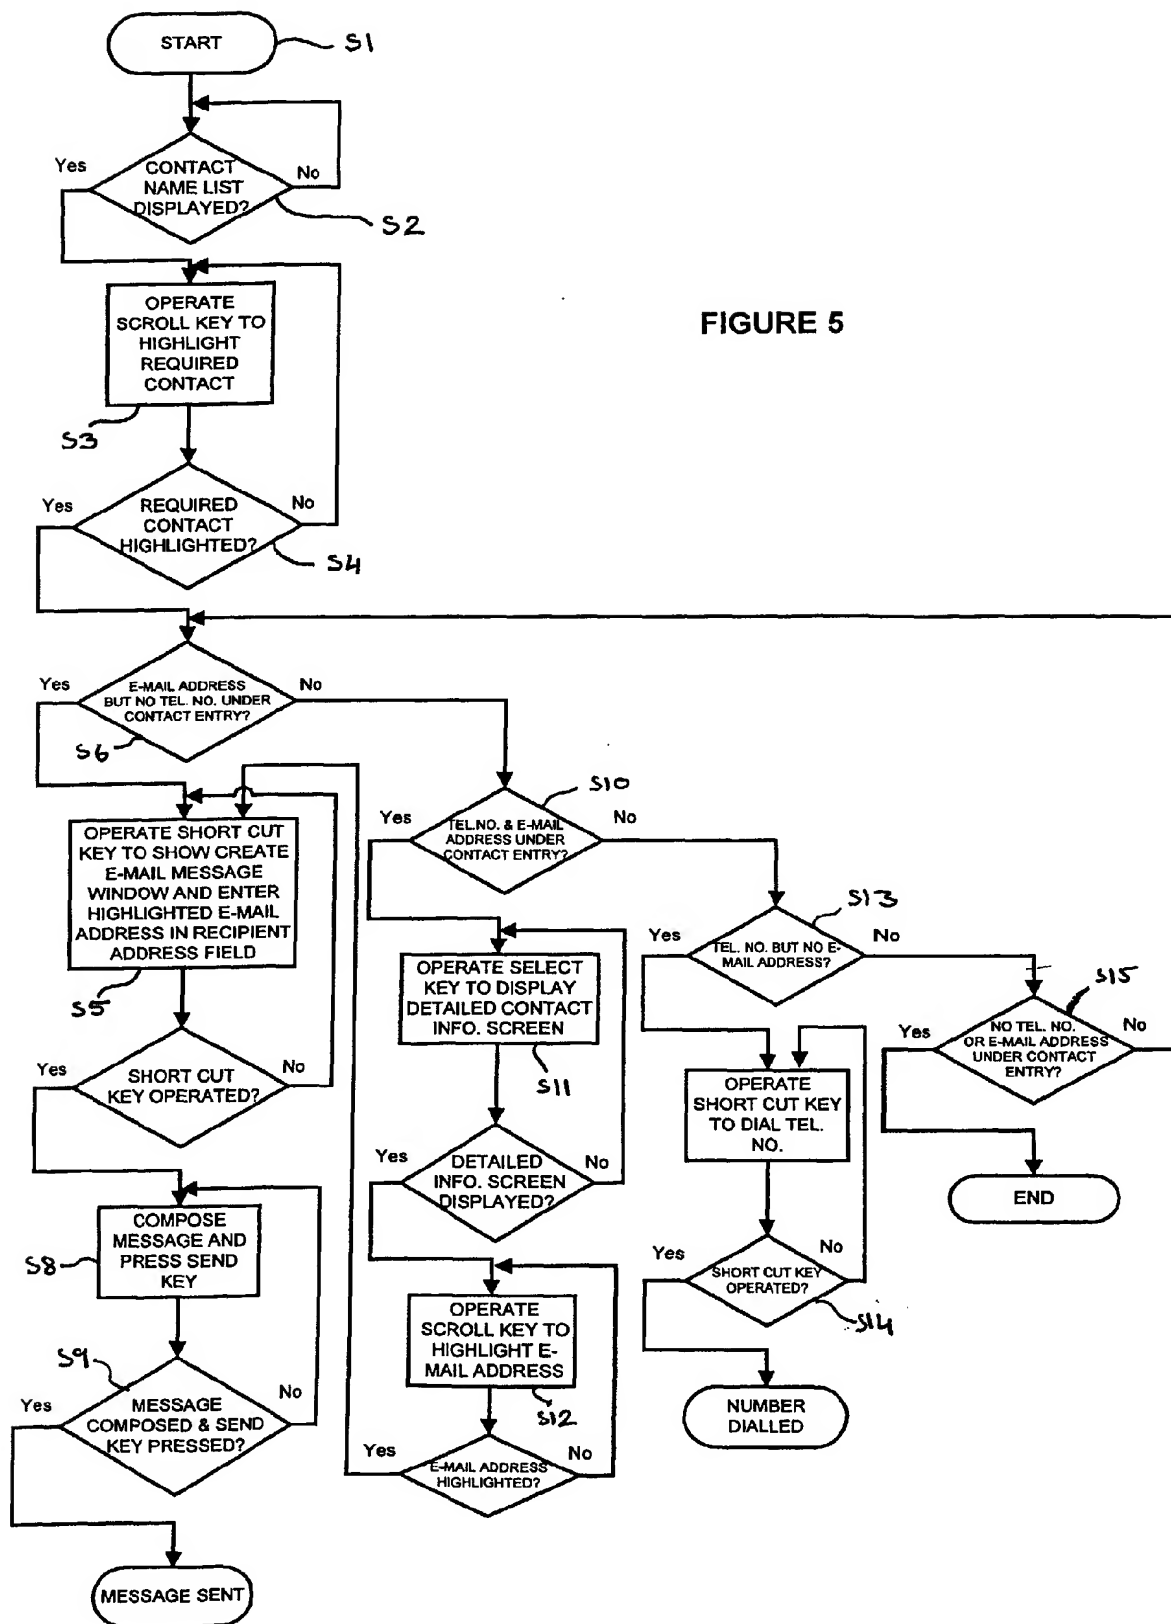 START
S1
Yes
CONTACT
NAME LIST
DISPLAYED?
No
S2
OPERATE
SCROLL KEY TO
HIGHLIGHT
REQUIRED
CONTACT
S3
FIGURE 5
Yes
REQUIRED
CONTACT
HIGHLIGHTED?
No
S4
Yes
E-MAIL ADDRESS
BUT NO TEL. NO. UNDER
CONTACT ENTRY?
No
S6
OPERATE SHORT CUT
KEY TO SHOW CREATE
E-MAIL MESSAGE
WINDOW AND ENTER
HIGHLIGHTED E-MAIL
ADDRESS IN RECIPIENT
ADDRESS FIELD
S5
Yes
SHORT CUT
KEY OPERATED?
No
COMPOSE
MESSAGE AND
PRESS SEND
KEY
S8
S9
Yes
MESSAGE
COMPOSED & SEND
KEY PRESSED?
No
MESSAGE SENT
S10
Yes
TEL.NO. & E-MAIL
ADDRESS UNDER
CONTACT ENTRY?
No
OPERATE SELECT
KEY TO DISPLAY
DETAILED CONTACT
INFO. SCREEN
S11
Yes
DETAILED
INFO. SCREEN
DISPLAYED?
No
OPERATE
SCROLL KEY TO
HIGHLIGHT E-
MAIL ADDRESS
S12
Yes
E-MAIL ADDRESS
HIGHLIGHTED?
No
S13
Yes
TEL. NO. BUT NO E-
MAIL ADDRESS?
No
OPERATE
SHORT CUT KEY
TO DIAL TEL.
NO.
Yes
SHORT CUT KEY
OPERATED?
No
S14
NUMBER
DIALLED
S15
Yes
NO TEL. NO.
OR E-MAIL ADDRESS
UNDER CONTACT
ENTRY?
No
END